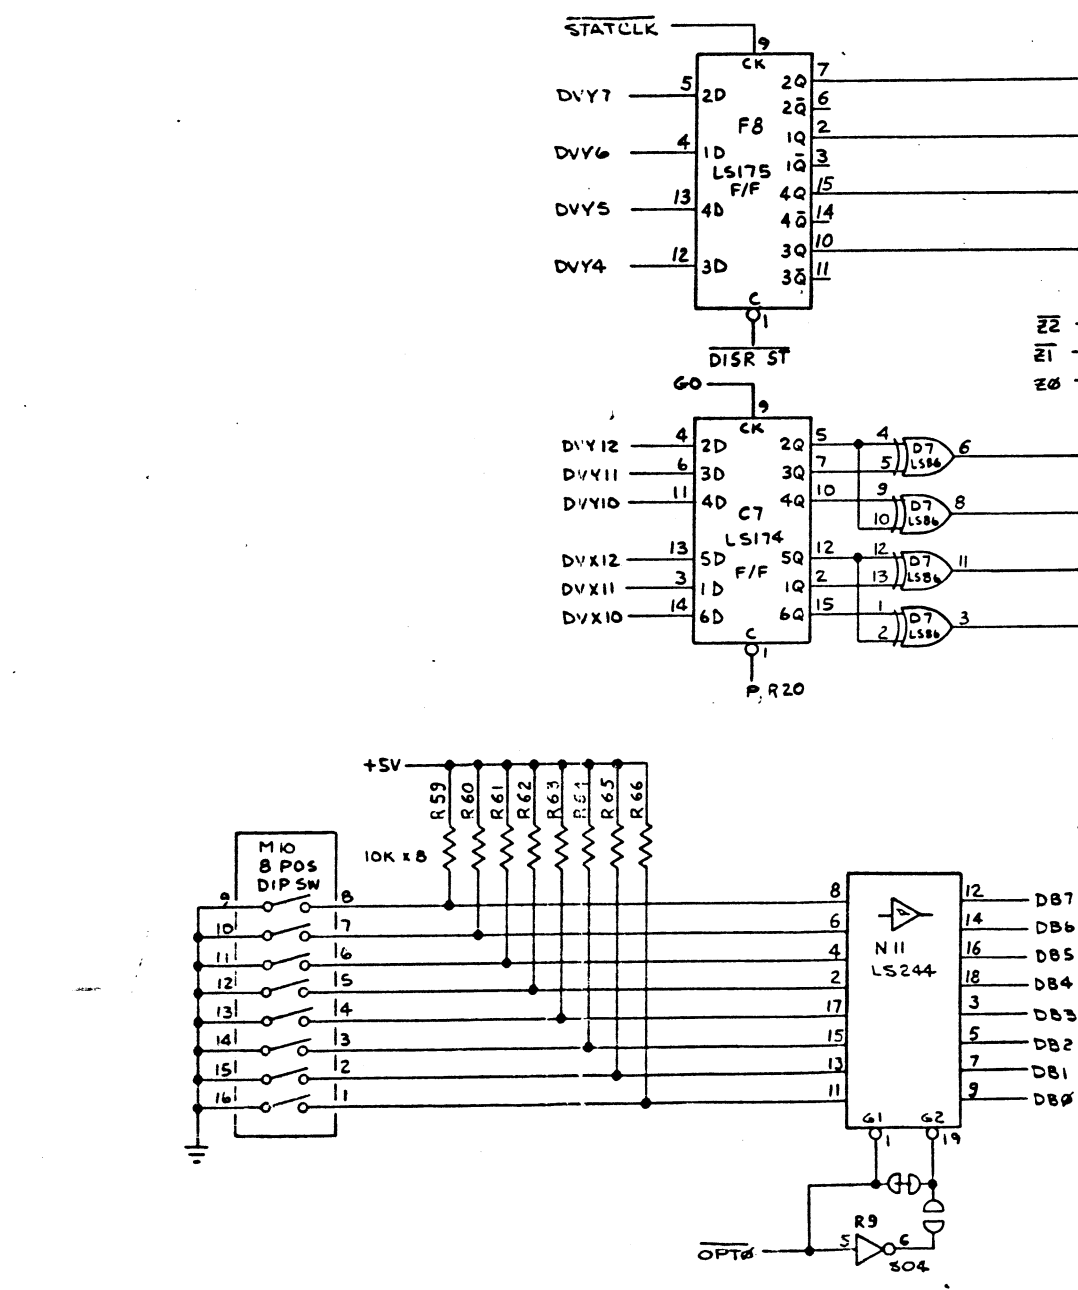 STATCLK
9
CK
DVY7 5 2D 2Q 7
2Q 6
F8
DVY6 4 1D 1Q 2
LS175
1Q 3
F/F
DVY5 13 4D 4Q 15
4Q 14
DVY4 12 3D 3Q 10
3Q 11
C
1
DISR ST
Z2
Z1
ZØ
GO
9
CK
DVY12 4 2D 2Q 5 4 D7 LS86 6
DVY11 6 3D 3Q 7 5
DVY10 11 4D 4Q 10 9 D7 LS86 8
10
C7
LS174
F/F
DVX12 13 5D 5Q 12 12 D7 LS86 11
DVX11 3 1D 1Q 2 13
DVX10 14 6D 6Q 15 1 D7 LS86 3
2
C
1
R20
+5V
R59 R60 R61 R62 R63 R64 R65 R66
10K x 8
M10
8 POS
DIP SW
9 8 8 12 DB7
10 7 6 14 DB6
11 6 4 16 DB5
12 5 2 18 DB4
13 4 17 3 DB3
14 3 15 5 DB2
15 2 13 7 DB1
16 1 11 9 DBØ
N11
LS244
G1 G2
1 19
R9
OPTØ 5 6
S04